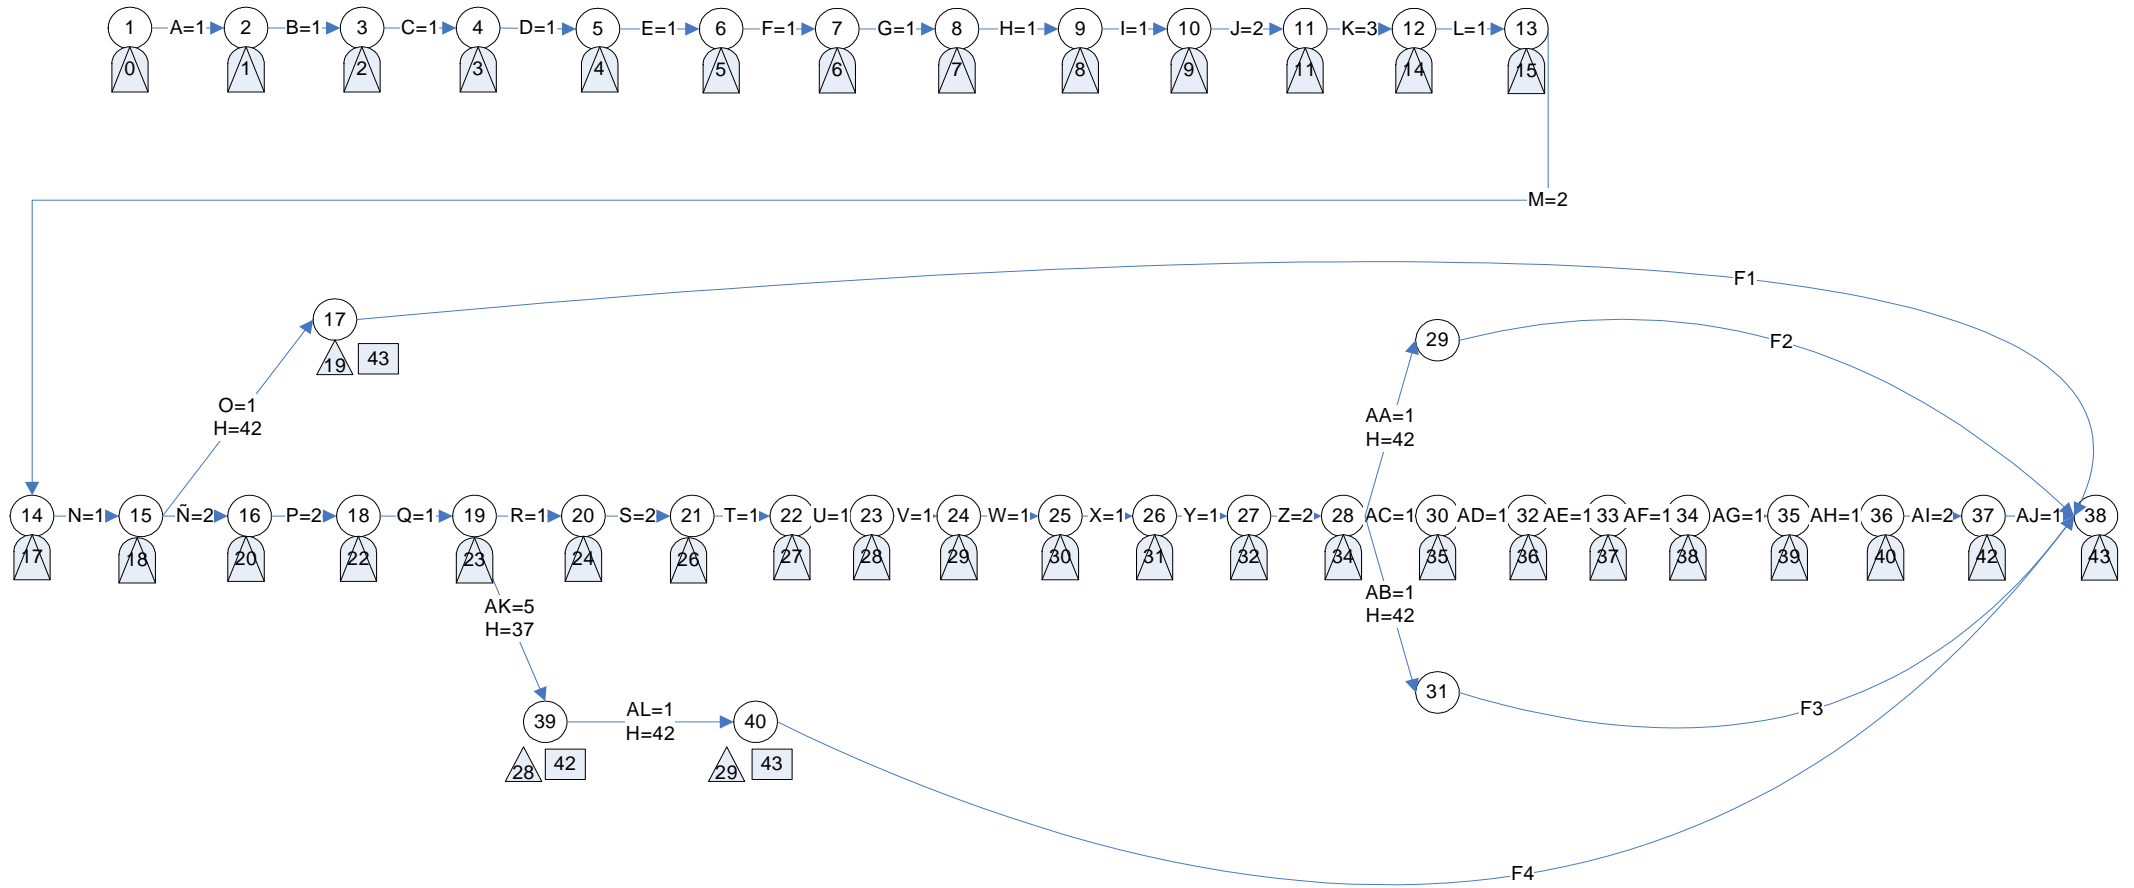 1 A=1 2 B=1 3 C=1 4 D=1 5 E=1 6 F=1 7 G=1 8 H=1 9 I=1 10 J=2 11 K=3 12 L=1 13
0 1 2 3 4 5 6 7 8 9 11 14 15
M=2
F1
17
19 43
29
F2
O=1
H=42
AA=1
H=42
14 N=1 15 Ñ=2 16 P=2 18 Q=1 19 R=1 20 S=2 21 T=1 22 U=1 23 V=1 24 W=1 25 X=1 26 Y=1 27 Z=2 28 AC=1 30 AD=1 32 AE=1 33 AF=1 34 AG=1 35 AH=1 36 AI=2 37 AJ=1 38
17 18 20 22 23 24 26 27 28 29 30 31 32 34 35 36 37 38 39 40 42 43
AK=5
H=37
AB=1
H=42
31
39 AL=1 40
H=42
F3
28 42 29 43
F4